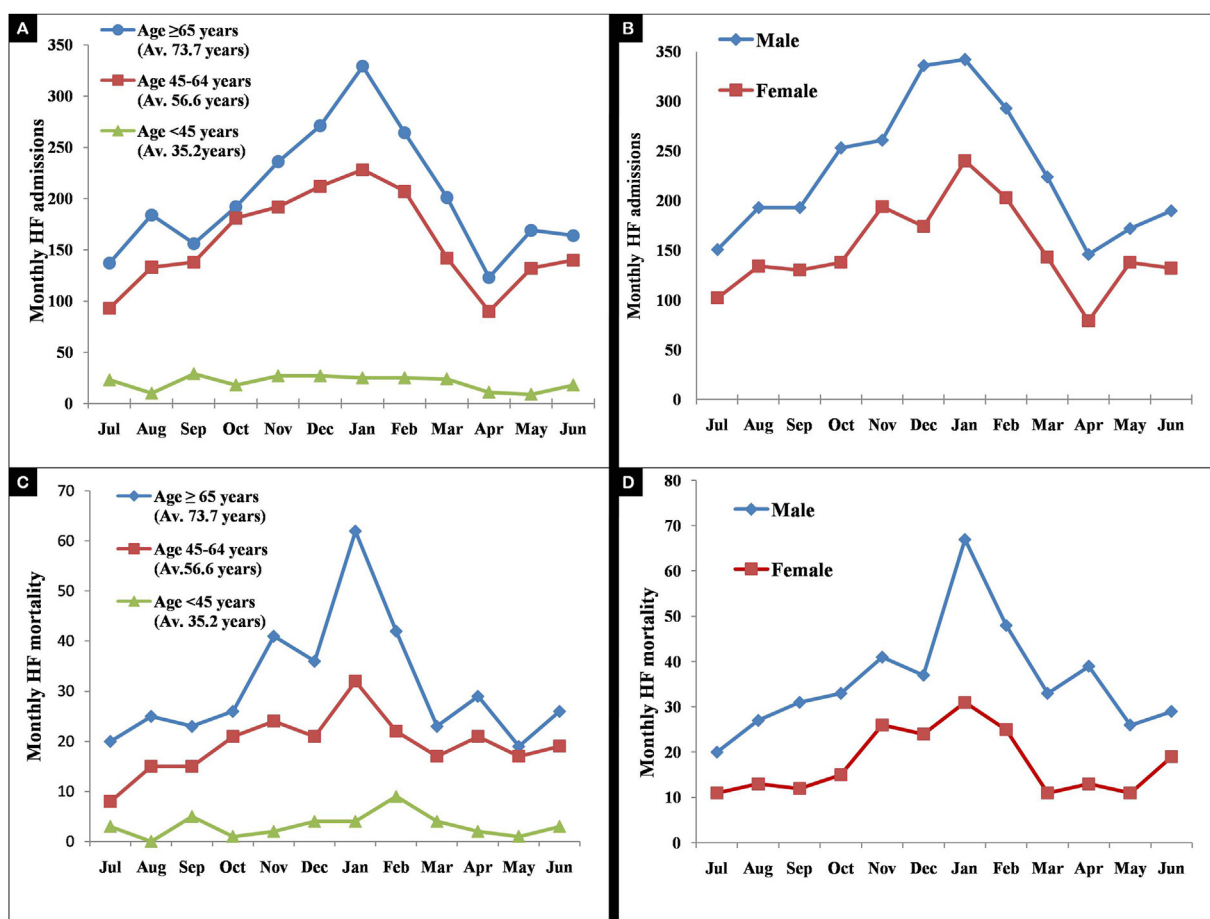 A
Age ≥65 years
(Av. 73.7 years)
Age 45-64 years
(Av. 56.6 years)
Age <45 years
(Av. 35.2years)
Monthly HF admissions
350
300
250
200
150
100
50
0
Jul Aug Sep Oct Nov Dec Jan Feb Mar Apr May Jun
B
Male
Female
Monthly HF admissions
350
300
250
200
150
100
50
0
Jul Aug Sep Oct Nov Dec Jan Feb Mar Apr May Jun
C
Age ≥ 65 years
(Av. 73.7 years)
Age 45-64 years
(Av.56.6 years)
Age <45 years
(Av. 35.2 years)
Monthly HF mortality
70
60
50
40
30
20
10
0
Jul Aug Sep Oct Nov Dec Jan Feb Mar Apr May Jun
D
Male
Female
Monthly HF mortality
80
70
60
50
40
30
20
10
0
Jul Aug Sep Oct Nov Dec Jan Feb Mar Apr May Jun